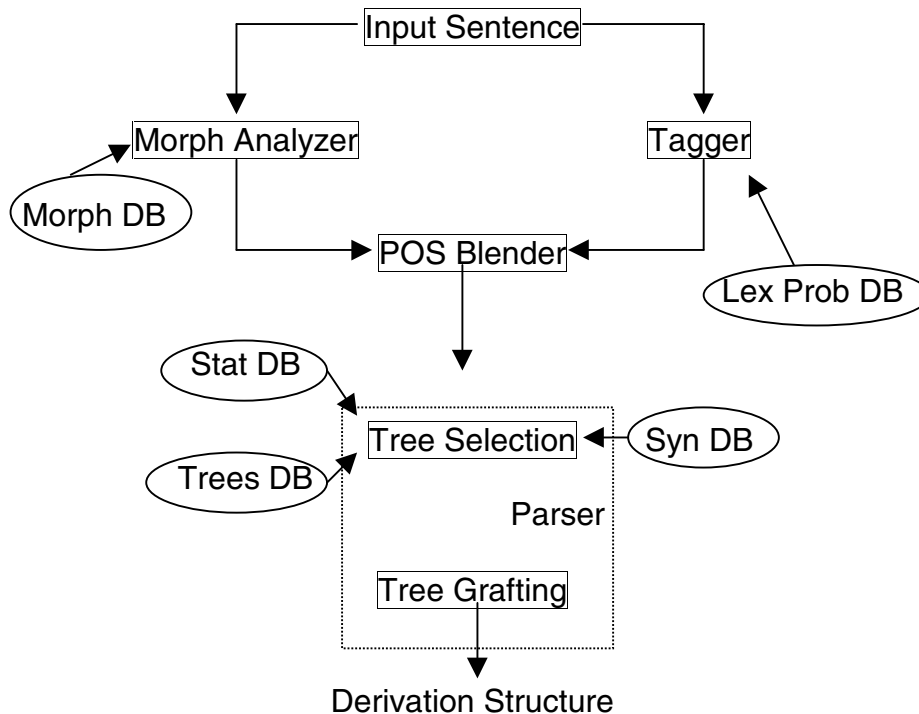 Input Sentence
Morph Analyzer
Tagger
Morph DB
POS Blender
Lex Prob DB
Stat DB
Tree Selection
Syn DB
Trees DB
Parser
Tree Grafting
Derivation Structure